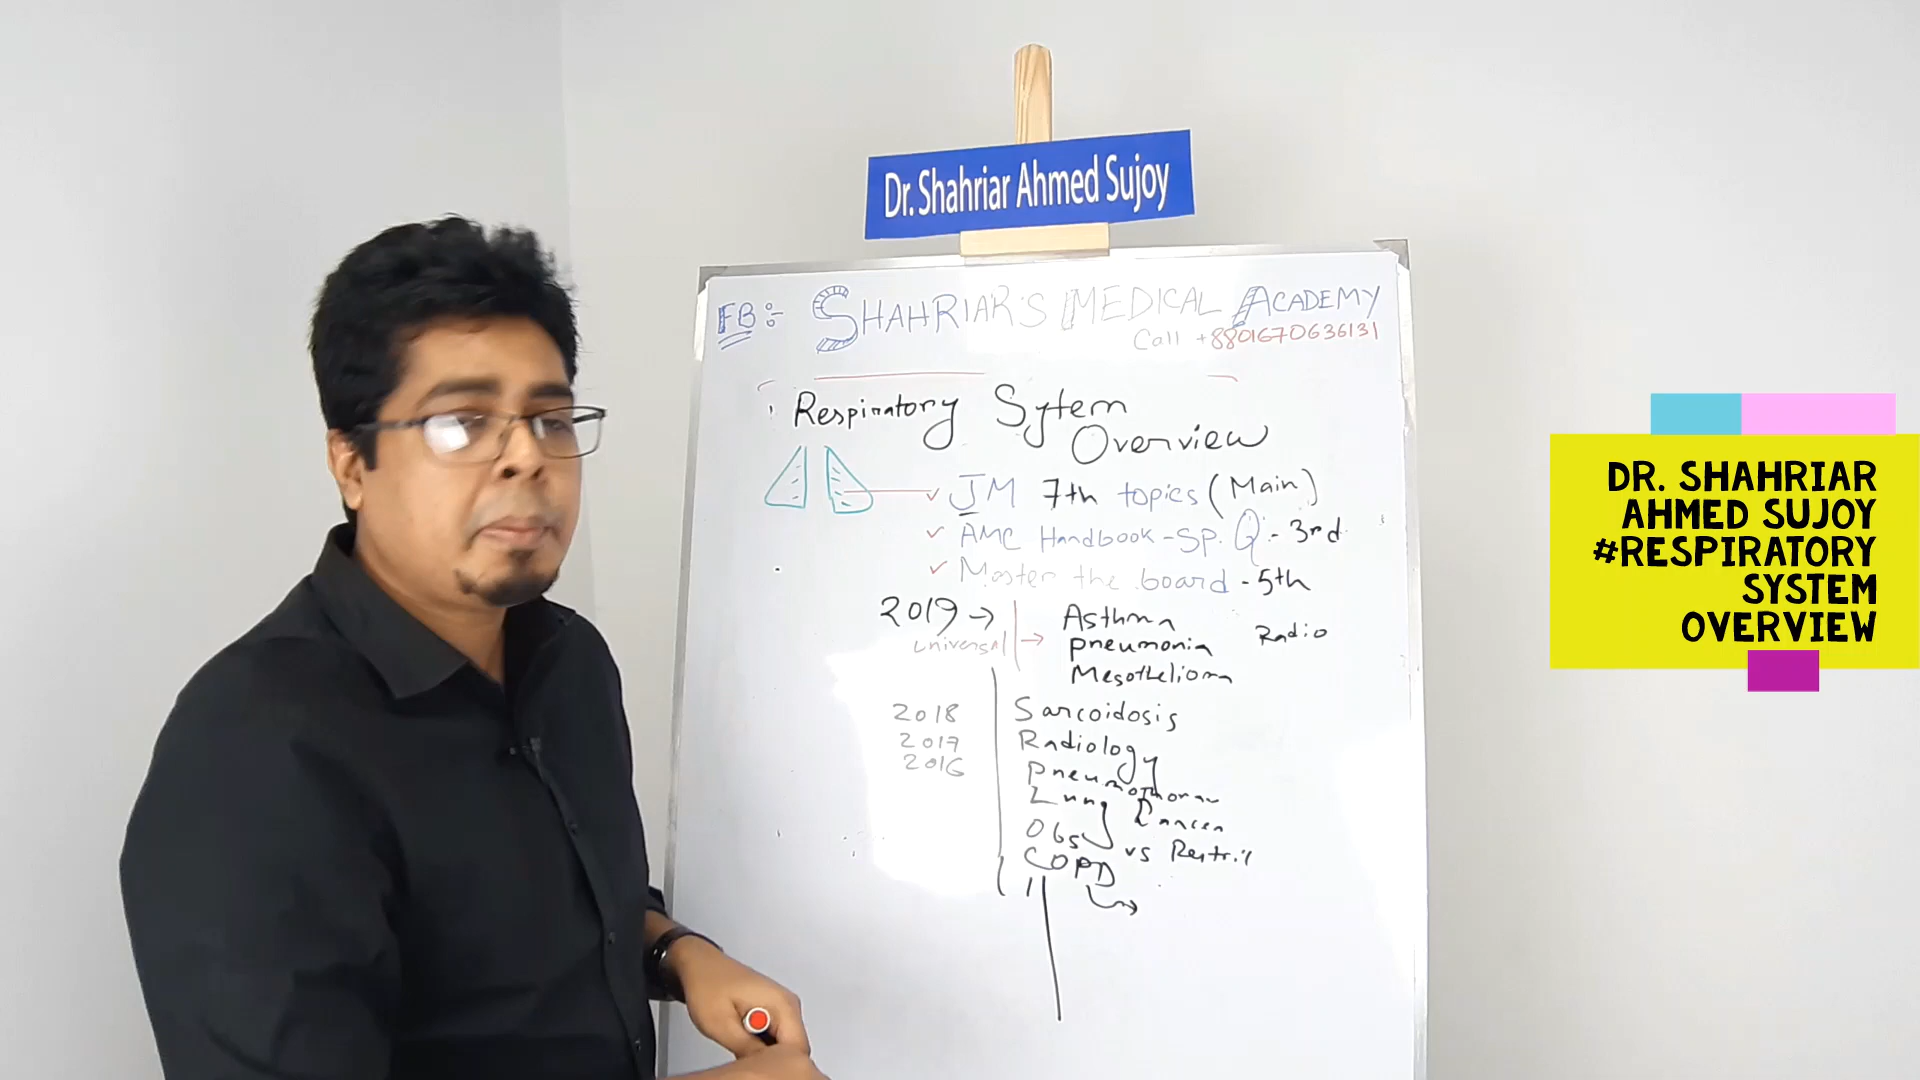 Dr. Shahriar Ahmed Sujoy
FB:- SHAHRIAR'S MEDICAL ACADEMY
Call +8801670636131
Respiratory Sytem
Overview
JM 7th topics (Main)
AMC Handbook - SP. Q - 3rd
Master the board - 5th
2019 → Asthma
universal → pneumonia Radio
Mesothelioma
2018 Sarcoidosis
2017 Radiology
2016 Pneumothorax
Lung Cancer
Obs vs Restri
COPD
DR. SHAHRIAR
AHMED SUJOY
#RESPIRATORY
SYSTEM
OVERVIEW